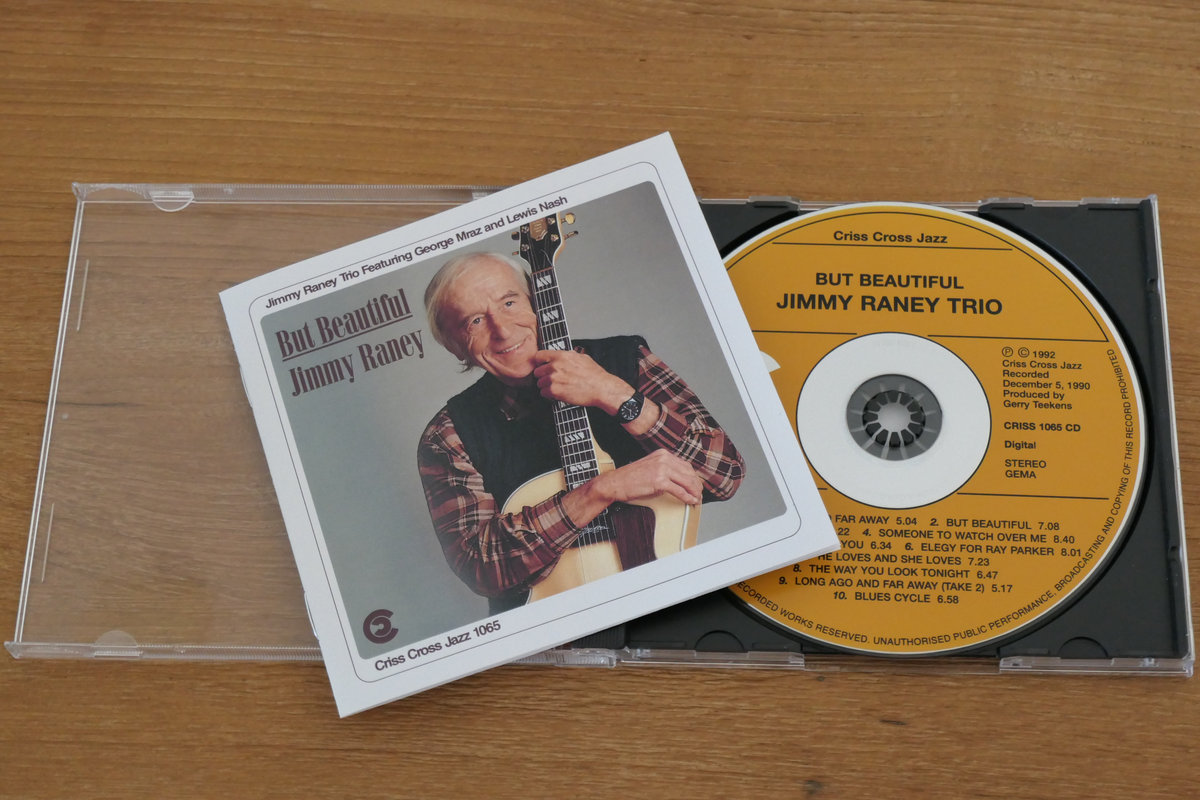 Jimmy Raney Trio Featuring George Mraz and Lewis Nash
But Beautiful
Jimmy Raney
Criss Cross Jazz 1065
Criss Cross Jazz
BUT BEAUTIFUL
JIMMY RANEY TRIO
Ⓟ © 1992
Criss Cross Jazz
Recorded
December 5, 1990
Produced by
Gerry Teekens
CRISS 1065 CD
Digital
STEREO
GEMA
FAR AWAY 5.04 2. BUT BEAUTIFUL 7.08
22 4. SOMEONE TO WATCH OVER ME 8.40
YOU 6.34 6. ELEGY FOR RAY PARKER 8.01
HE LOVES AND SHE LOVES 7.23
8. THE WAY YOU LOOK TONIGHT 6.47
9. LONG AGO AND FAR AWAY (TAKE 2) 5.17
10. BLUES CYCLE 6.58
RECORDED WORKS RESERVED. UNAUTHORISED PUBLIC PERFORMANCE, BROADCASTING AND COPYING OF THIS RECORD PROHIBITED